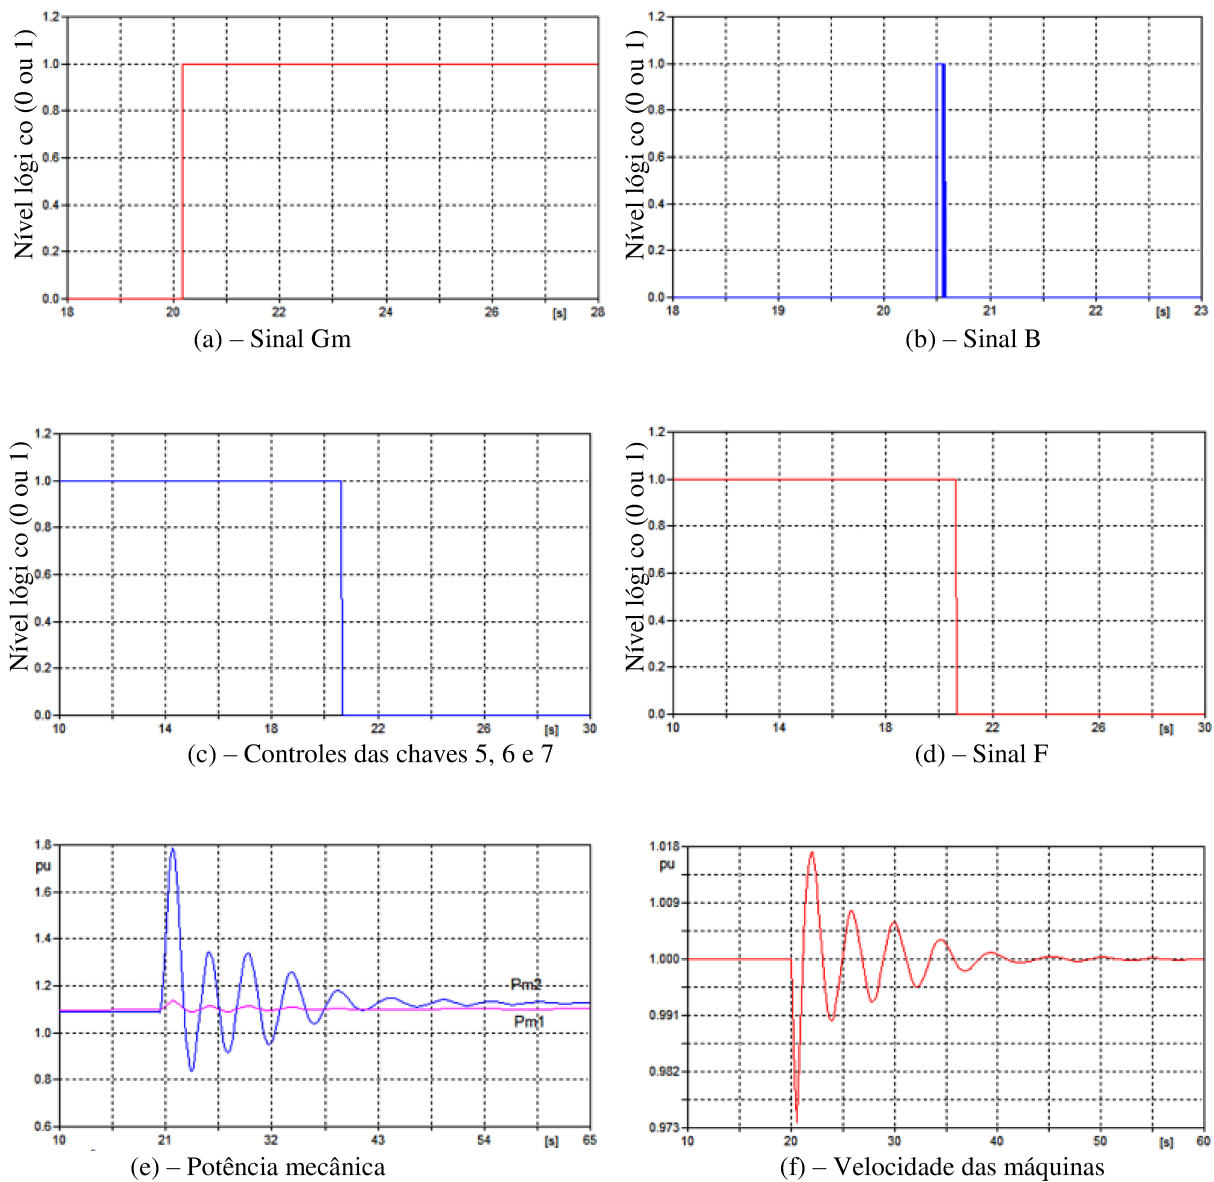 Nível lógi co (0 ou 1)
1.2
1.0
0.8
0.6
0.4
0.2
0.0
18 20 22 24 26 [s] 28
(a) – Sinal Gm
Nível lógi co (0 ou 1)
1.2
1.0
0.8
0.6
0.4
0.2
0.0
18 19 20 21 22 [s] 23
(b) – Sinal B
Nível lógi co (0 ou 1)
1.2
1.0
0.8
0.6
0.4
0.2
0.0
10 14 18 22 26 [s] 30
(c) – Controles das chaves 5, 6 e 7
Nível lógi co (0 ou 1)
1.2
1.0
0.8
0.6
0.4
0.2
0.0
10 14 18 22 26 [s] 30
(d) – Sinal F
1.8
pu
1.6
1.4
1.2
1.0
0.8
0.6
Pm2
Pm1
10 21 32 43 54 [s] 65
(e) – Potência mecânica
1.018
pu
1.009
1.000
0.991
0.982
0.973
10 20 30 40 50 [s] 60
(f) – Velocidade das máquinas